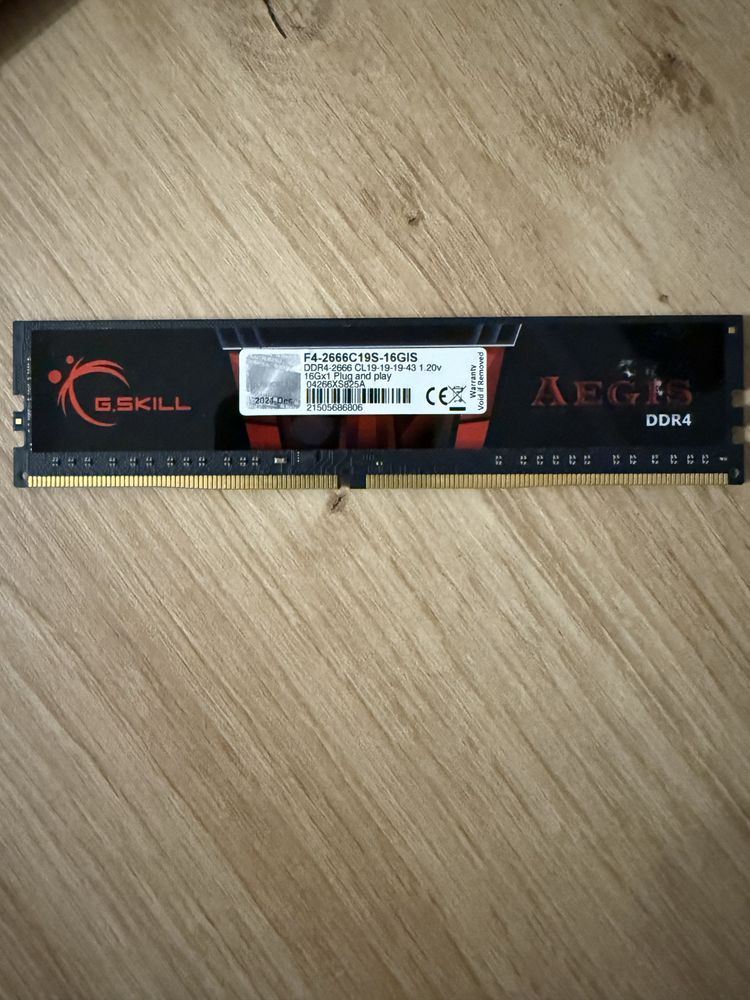 G.SKILL
F4-2666C19S-16GIS
DDR4-2666 CL19-19-19-43 1.20v
16Gx1 Plug and play
04266XS825A
21505686806
Warranty
Void if Removed
AEGIS
DDR4